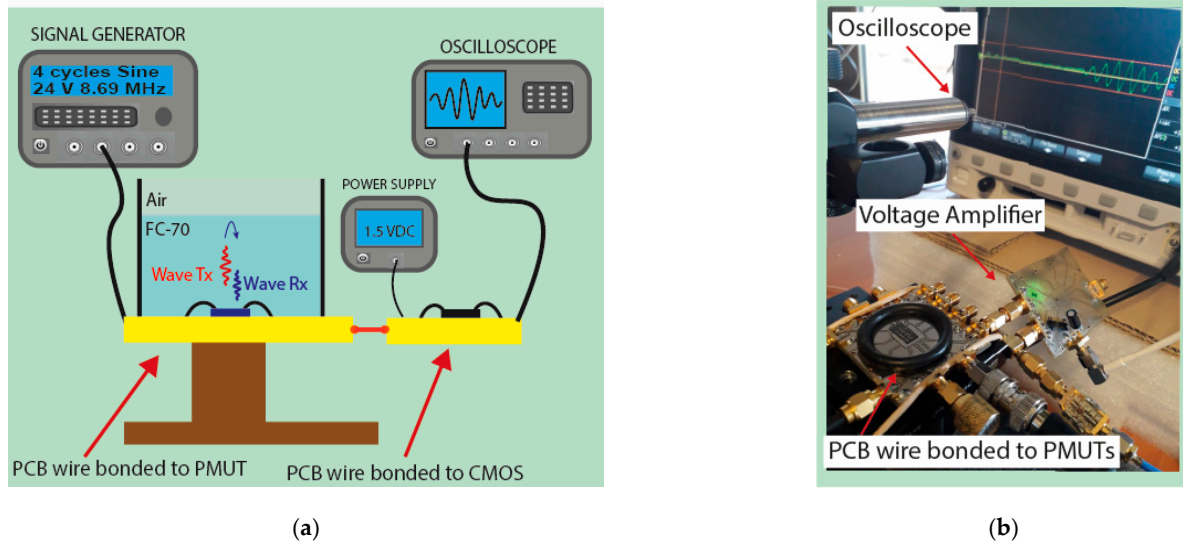 SIGNAL GENERATOR
4 cycles Sine
24 V 8.69 MHz
OSCILLOSCOPE
POWER SUPPLY
1.5 VDC
Air
FC-70
Wave Tx
Wave Rx
PCB wire bonded to PMUT
PCB wire bonded to CMOS
(a)
Oscilloscope
Voltage Amplifier
PCB wire bonded to PMUTs
(b)